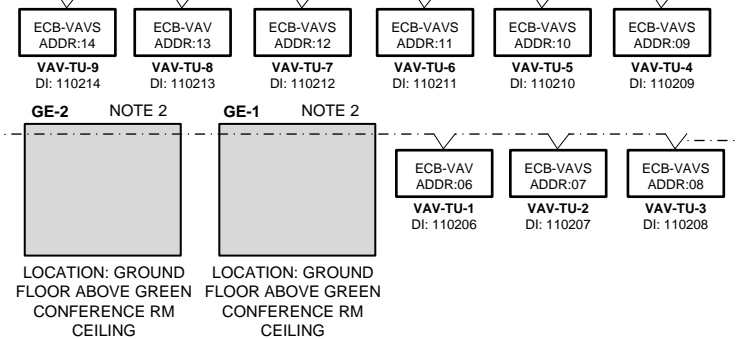 ECB-VAVS
ADDR:14
VAV-TU-9
DI: 110214
ECB-VAV
ADDR:13
VAV-TU-8
DI: 110213
ECB-VAVS
ADDR:12
VAV-TU-7
DI: 110212
ECB-VAVS
ADDR:11
VAV-TU-6
DI: 110211
ECB-VAVS
ADDR:10
VAV-TU-5
DI: 110210
ECB-VAVS
ADDR:09
VAV-TU-4
DI: 110209
GE-2 NOTE 2
LOCATION: GROUND
FLOOR ABOVE GREEN
CONFERENCE RM
CEILING
GE-1 NOTE 2
LOCATION: GROUND
FLOOR ABOVE GREEN
CONFERENCE RM
CEILING
ECB-VAV
ADDR:06
VAV-TU-1
DI: 110206
ECB-VAVS
ADDR:07
VAV-TU-2
DI: 110207
ECB-VAVS
ADDR:08
VAV-TU-3
DI: 110208